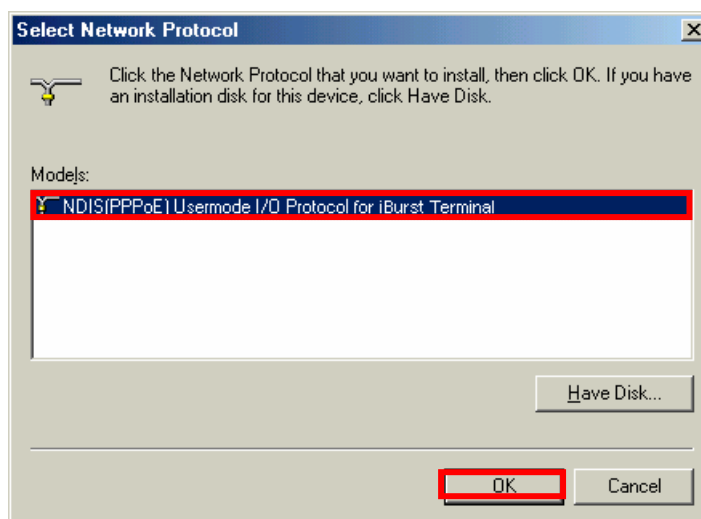 Select Network Protocol
Click the Network Protocol that you want to install, then click OK. If you have
an installation disk for this device, click Have Disk.
Models:
NDIS(PPPoE) Usermode I/O Protocol for iBurst Terminal
Have Disk...
OK
Cancel